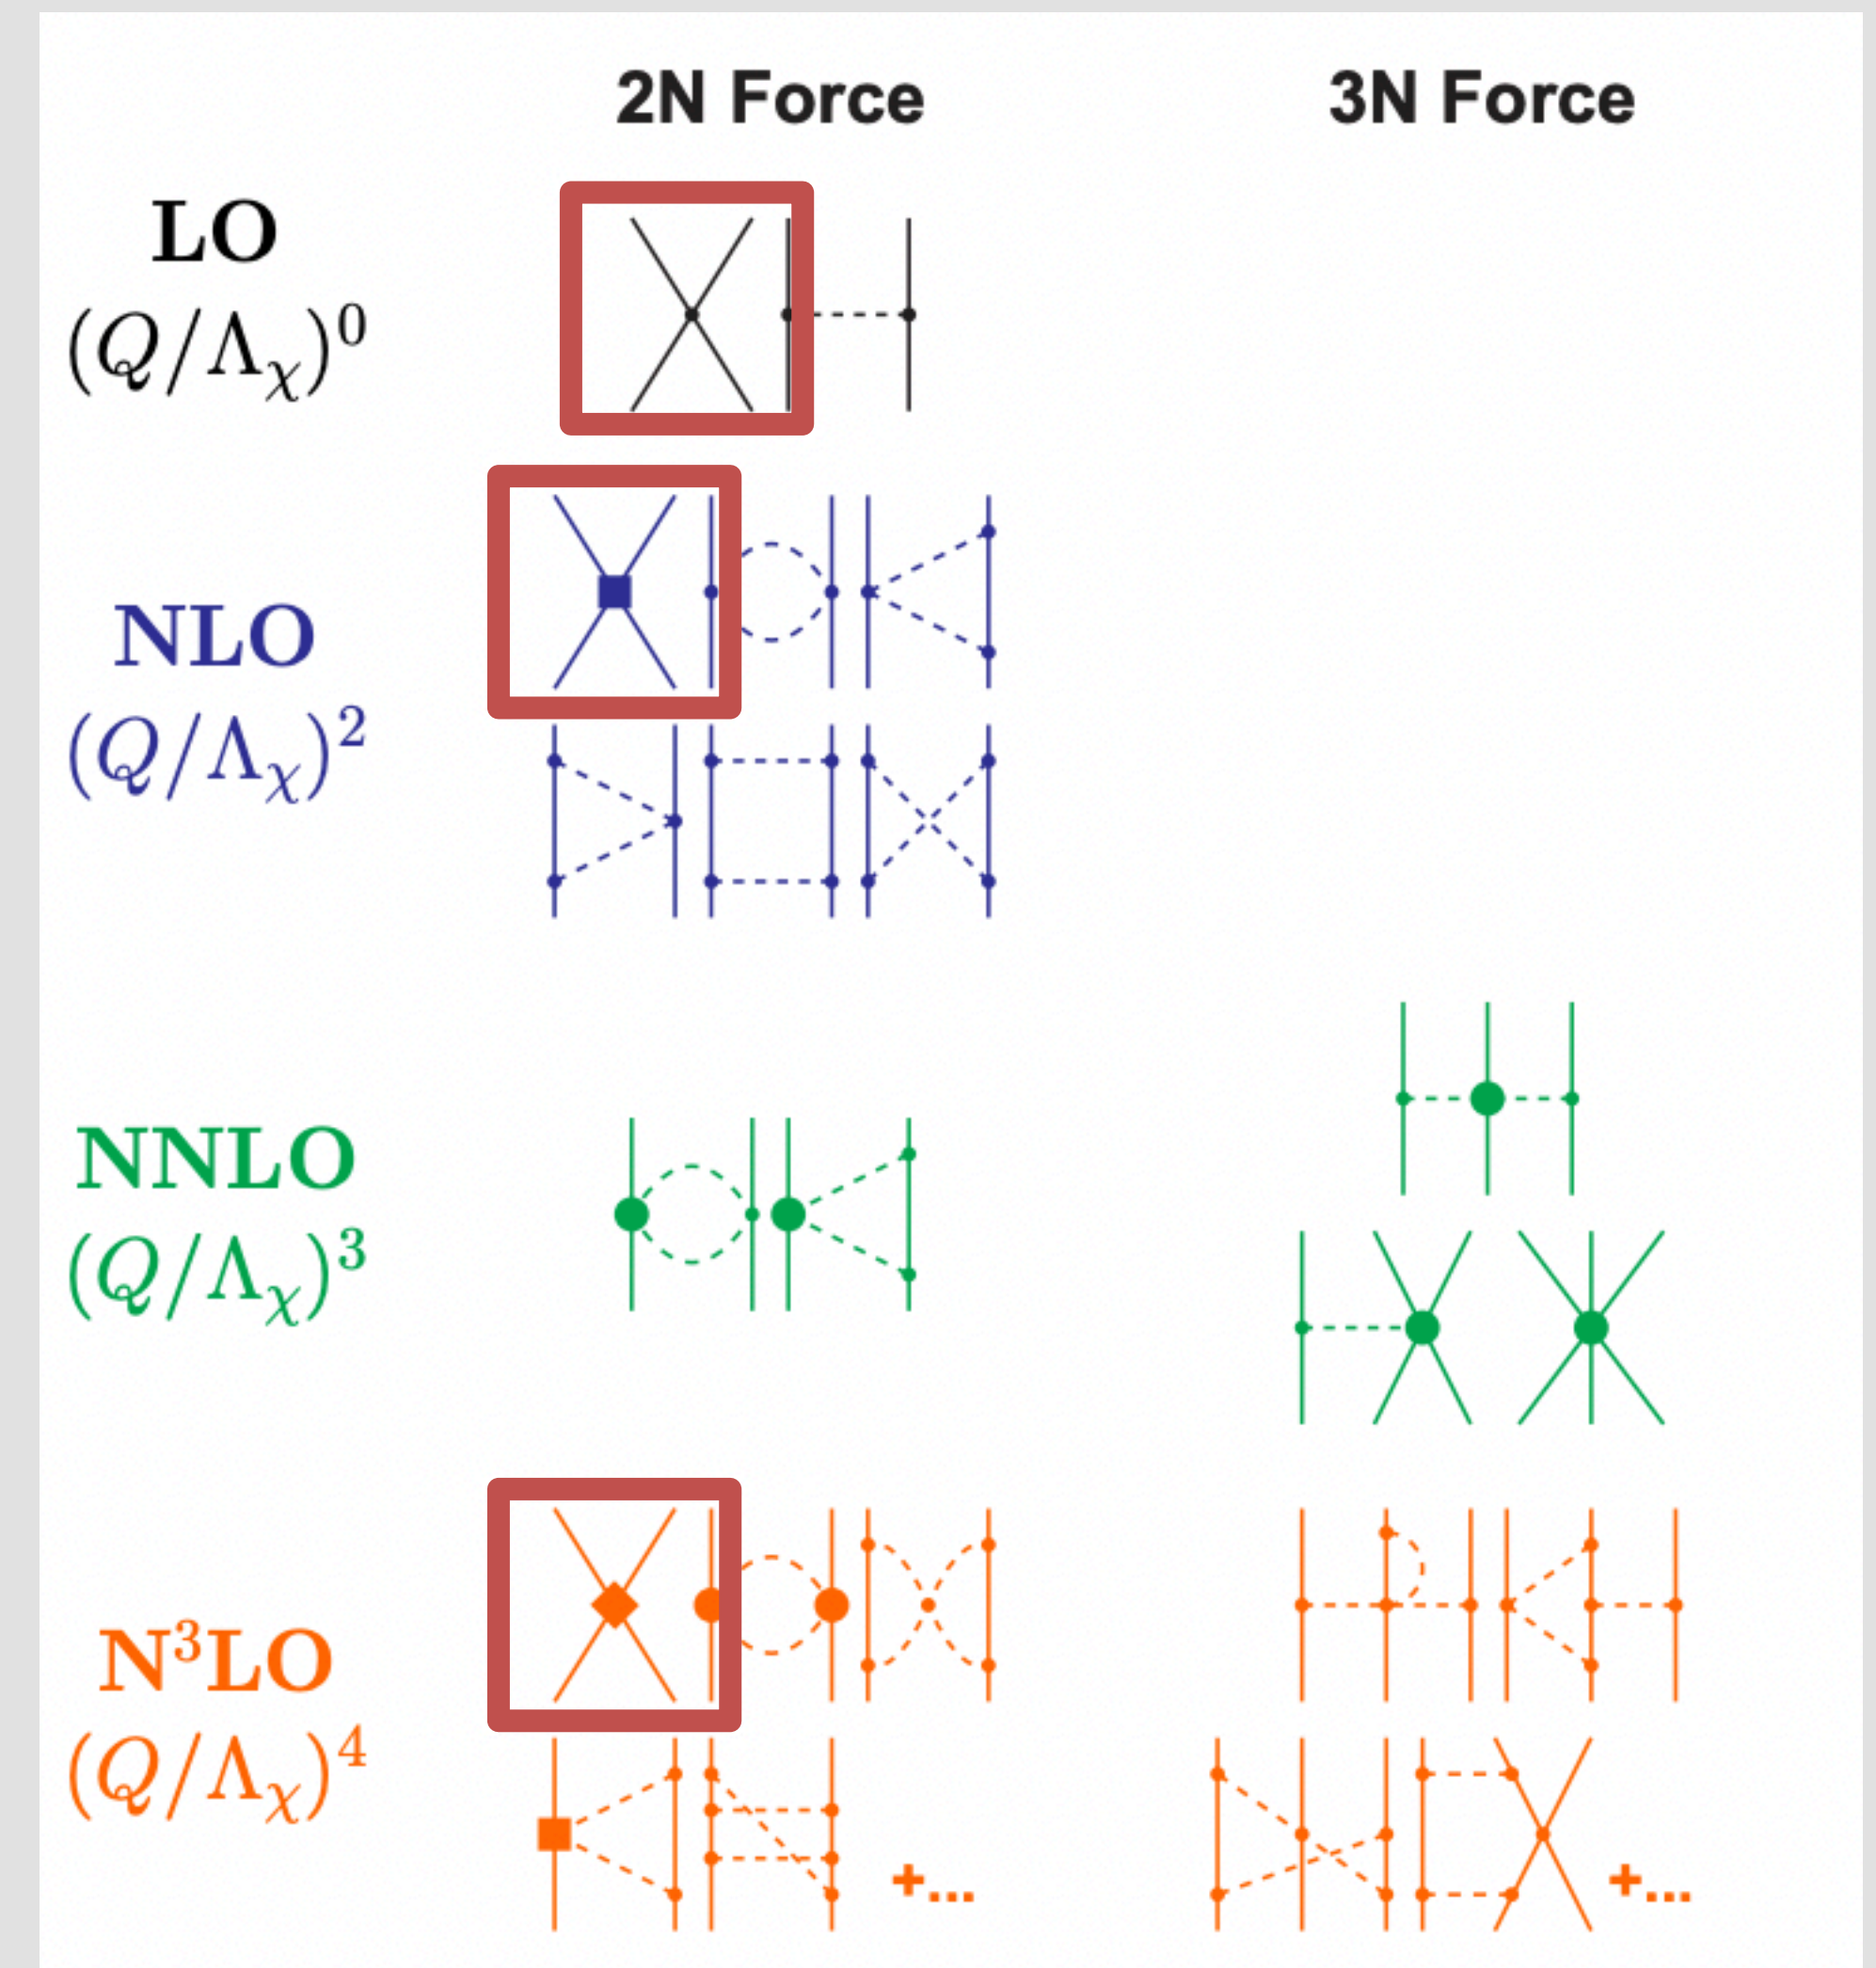 2N Force 3N Force
LO
(Q/Λχ)⁰
NLO
(Q/Λχ)²
NNLO
(Q/Λχ)³
N³LO
(Q/Λχ)⁴
+... +...